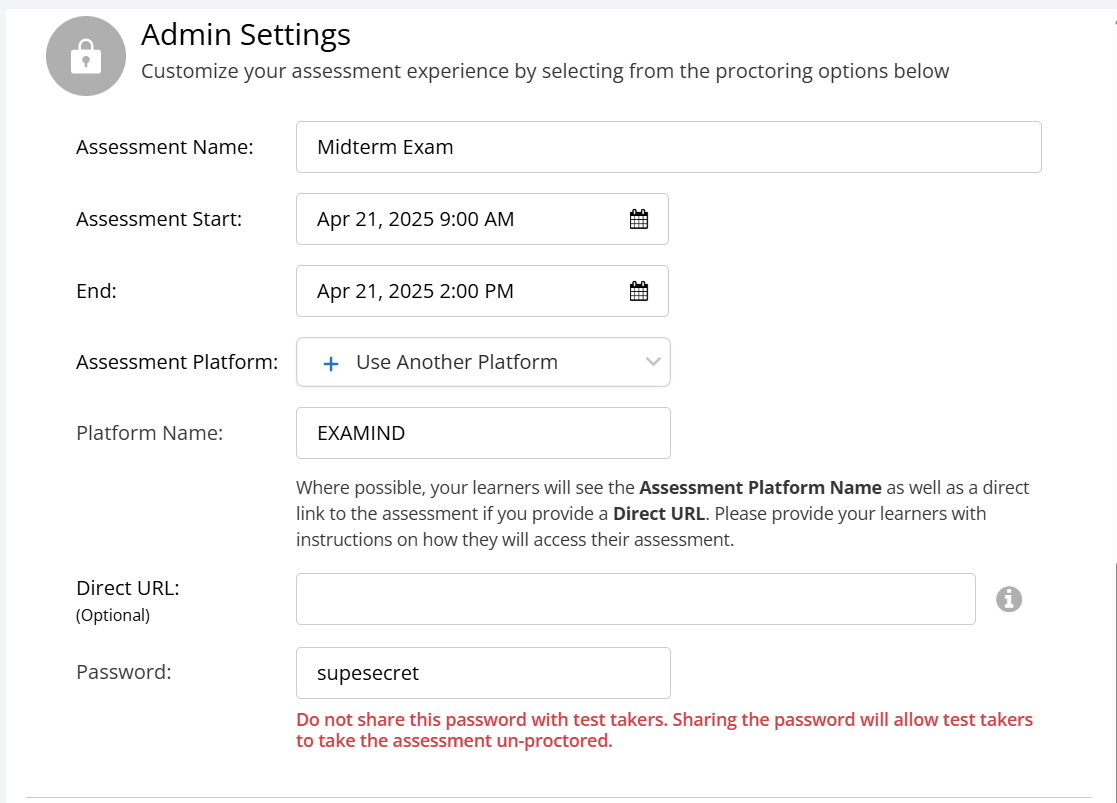 Admin Settings
Customize your assessment experience by selecting from the proctoring options below
Assessment Name:
Midterm Exam
Assessment Start:
Apr 21, 2025 9:00 AM
End:
Apr 21, 2025 2:00 PM
Assessment Platform:
+ Use Another Platform
Platform Name:
EXAMIND
Where possible, your learners will see the Assessment Platform Name as well as a direct
link to the assessment if you provide a Direct URL. Please provide your learners with
instructions on how they will access their assessment.
Direct URL:
(Optional)
Password:
supesecret
Do not share this password with test takers. Sharing the password will allow test takers
to take the assessment un-proctored.